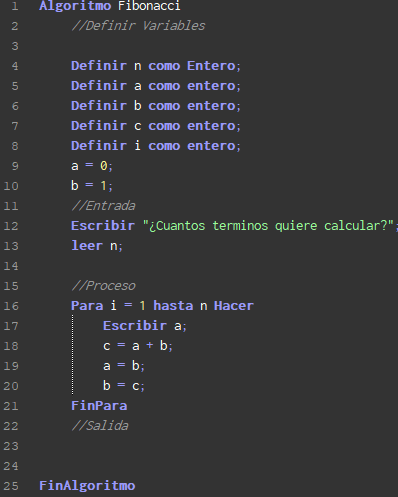 1 Algoritmo Fibonacci
2 //Definir Variables
3
4 Definir n como Entero;
5 Definir a como entero;
6 Definir b como entero;
7 Definir c como entero;
8 Definir i como entero;
9 a = 0;
10 b = 1;
11 //Entrada
12 Escribir "¿Cuantos terminos quiere calcular?";
13 leer n;
14
15 //Proceso
16 Para i = 1 hasta n Hacer
17 Escribir a;
18 c = a + b;
19 a = b;
20 b = c;
21 FinPara
22 //Salida
23
24
25 FinAlgoritmo